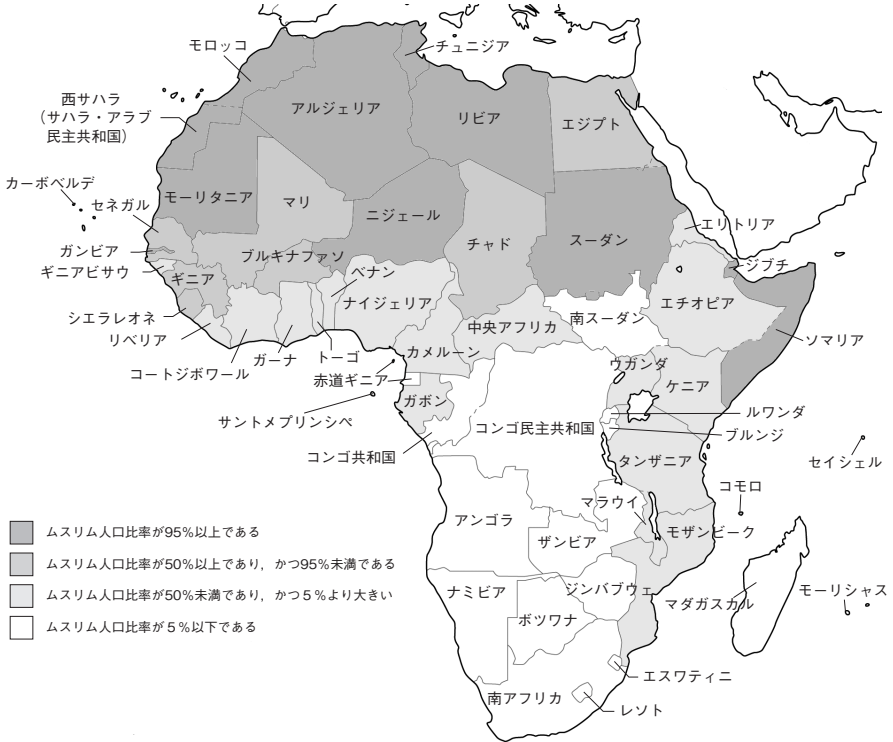 モロッコ
チュニジア
西サハラ
（サハラ・アラブ
民主共和国）
アルジェリア
リビア
エジプト
カーボベルデ
セネガル
モーリタニア
マリ
ニジェール
チャド
スーダン
エリトリア
ガンビア
ギニアビサウ
ギニア
ブルキナファソ
ベナン
ジブチ
ナイジェリア
エチオピア
シエラレオネ
リベリア
中央アフリカ
南スーダン
ソマリア
コートジボワール
ガーナ
トーゴ
カメルーン
赤道ギニア
ガボン
ウガンダ
ケニア
サントメプリンシペ
コンゴ民主共和国
ルワンダ
ブルンジ
コンゴ共和国
タンザニア
セイシェル
コモロ
アンゴラ
マラウイ
ザンビア
モザンビーク
ムスリム人口比率が95％以上である
ムスリム人口比率が50％以上であり，かつ95％未満である
ムスリム人口比率が50％未満であり，かつ５％より大きい
ムスリム人口比率が５％以下である
ナミビア
ジンバブウェ
マダガスカル
モーリシャス
ボツワナ
エスワティニ
南アフリカ
レソト